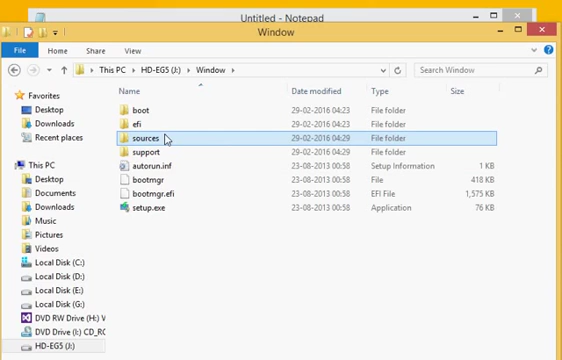 Untitled - Notepad
Window
File Home Share View
This PC HD-EG5 (J:) Window Search Window
Name Date modified Type Size
Favorites
Desktop
Downloads
Recent places
This PC
Desktop
Documents
Downloads
Music
Pictures
Videos
Local Disk (C:)
Local Disk (D:)
Local Disk (E:)
Local Disk (G:)
DVD RW Drive (H:) V
DVD Drive (I:) CD_RO
HD-EG5 (J:)
boot 29-02-2016 04:23 File folder
efi 29-02-2016 04:23 File folder
sources 29-02-2016 04:29 File folder
support 29-02-2016 04:29 File folder
autorun.inf 23-08-2013 00:58 Setup Information 1 KB
bootmgr 23-08-2013 00:58 File 418 KB
bootmgr.efi 23-08-2013 00:58 EFI File 1,575 KB
setup.exe 23-08-2013 00:58 Application 76 KB